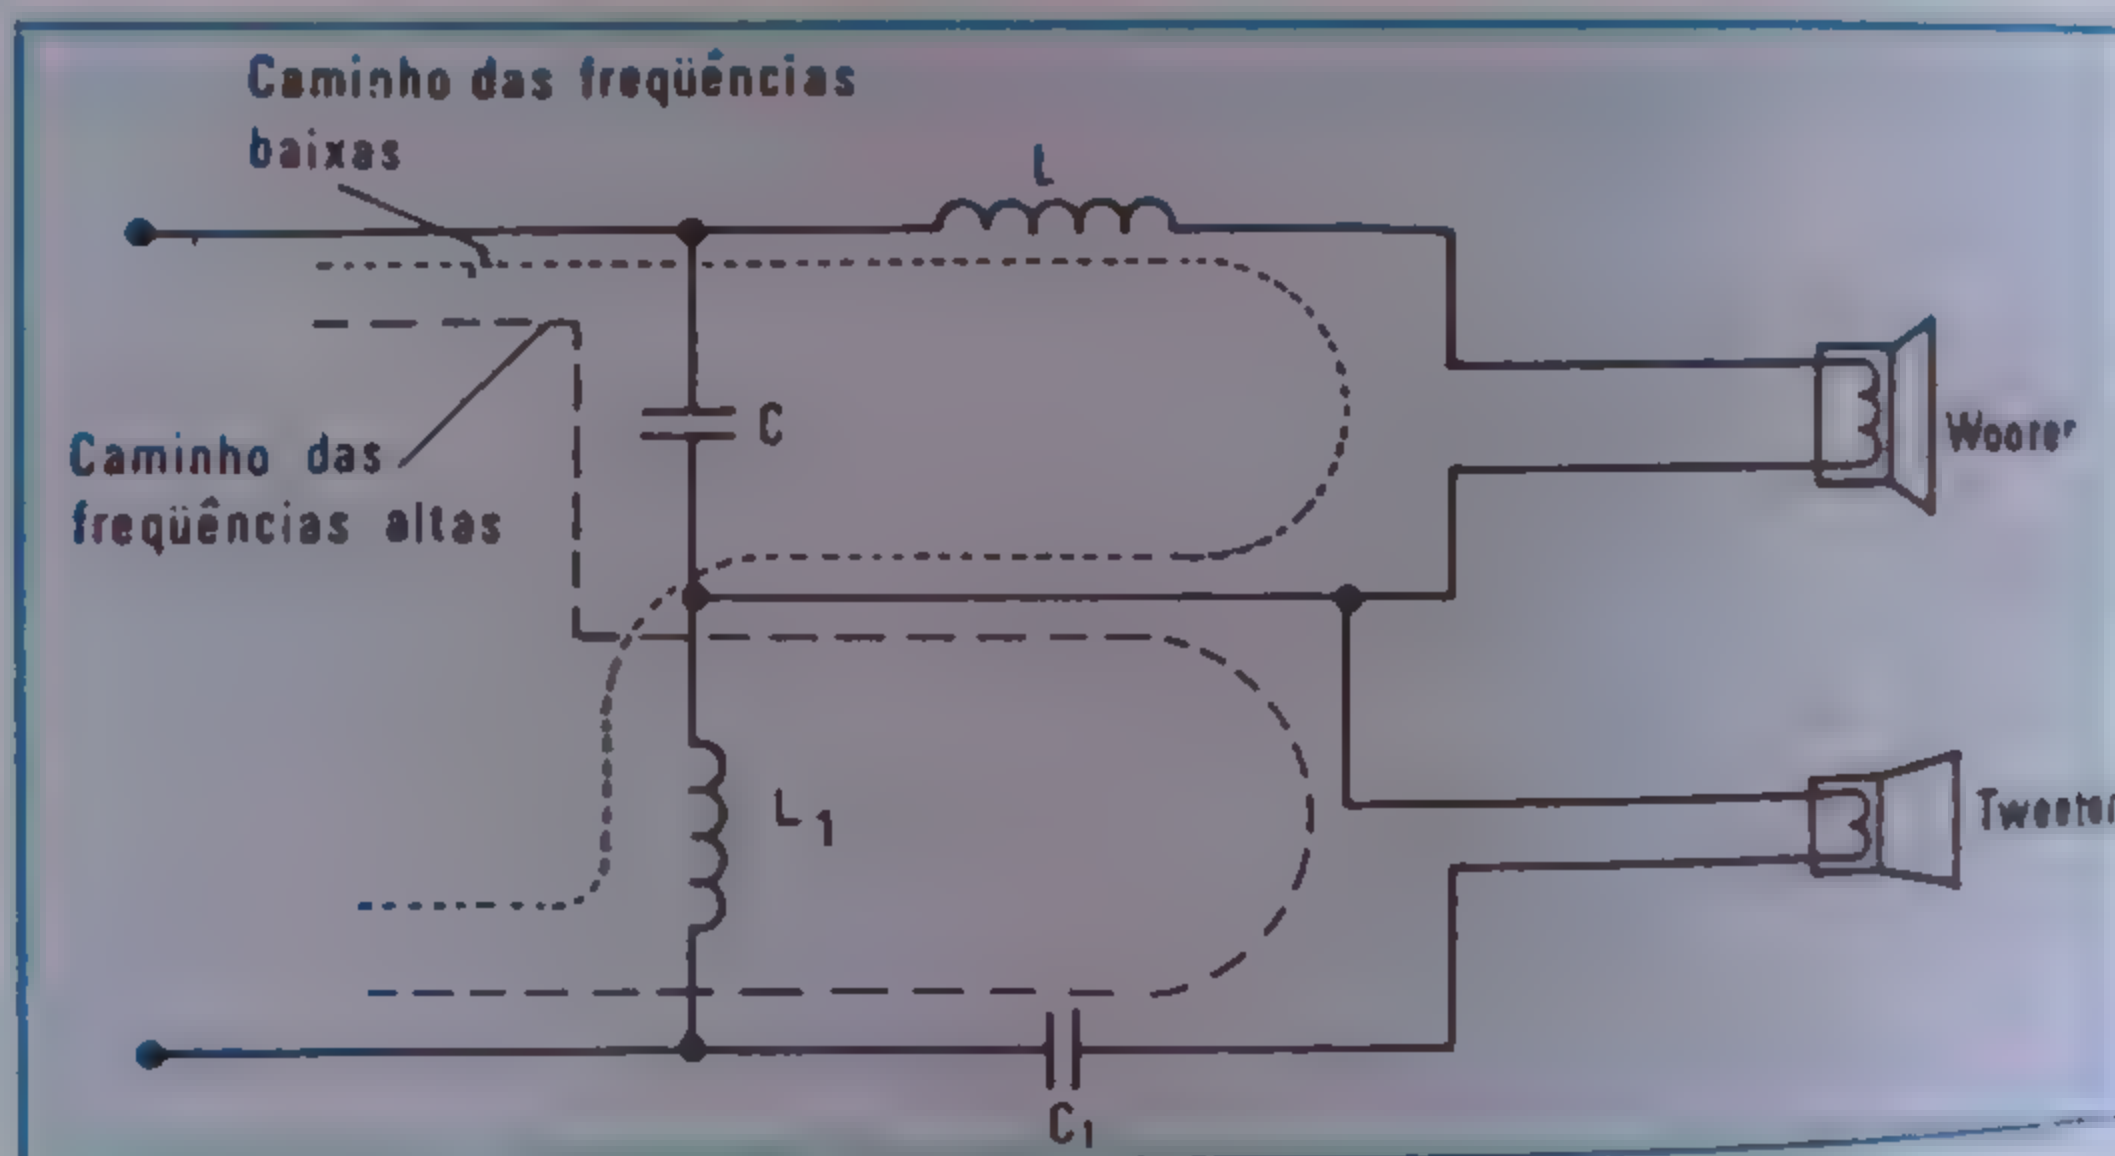 Caminho das freqüências
baixas
L
C
Caminho das
freqüências altas
Woofer
L1
Tweeter
C1